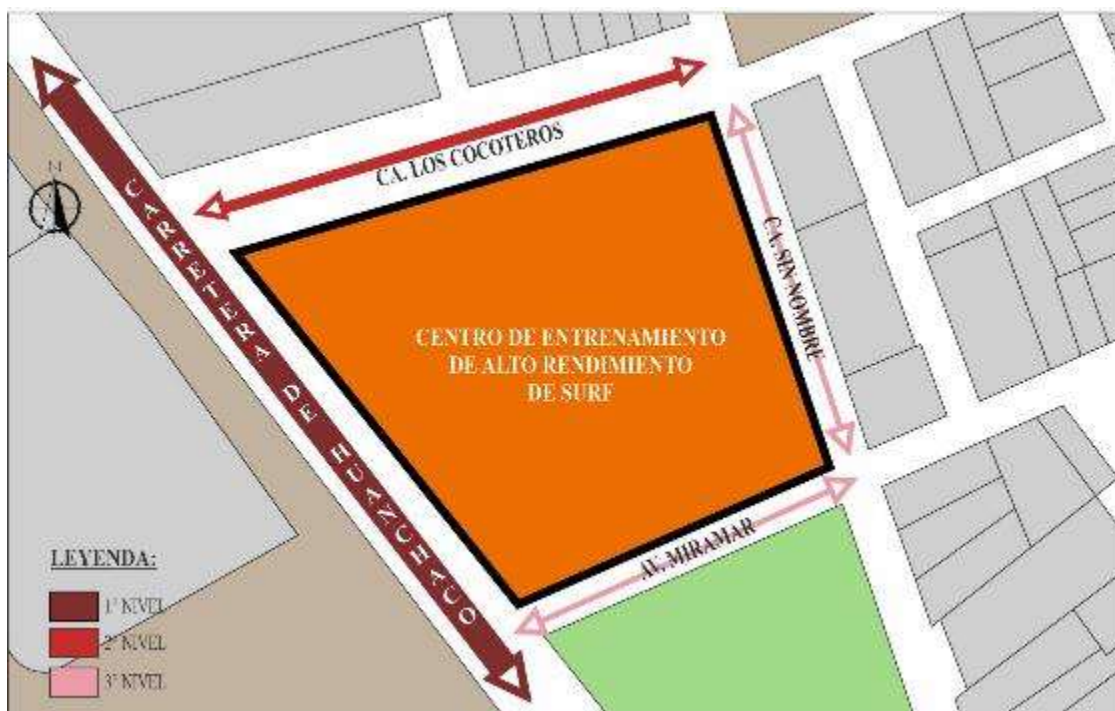 N
CA. LOS COCOTEROS
CARRETERA DE HUANCHACO
CA. SIN NOMBRE
CENTRO DE ENTRENAMIENTO
DE ALTO RENDIMIENTO
DE SURF
AV. MIRAMAR
LEYENDA:
1° NIVEL
2° NIVEL
3° NIVEL